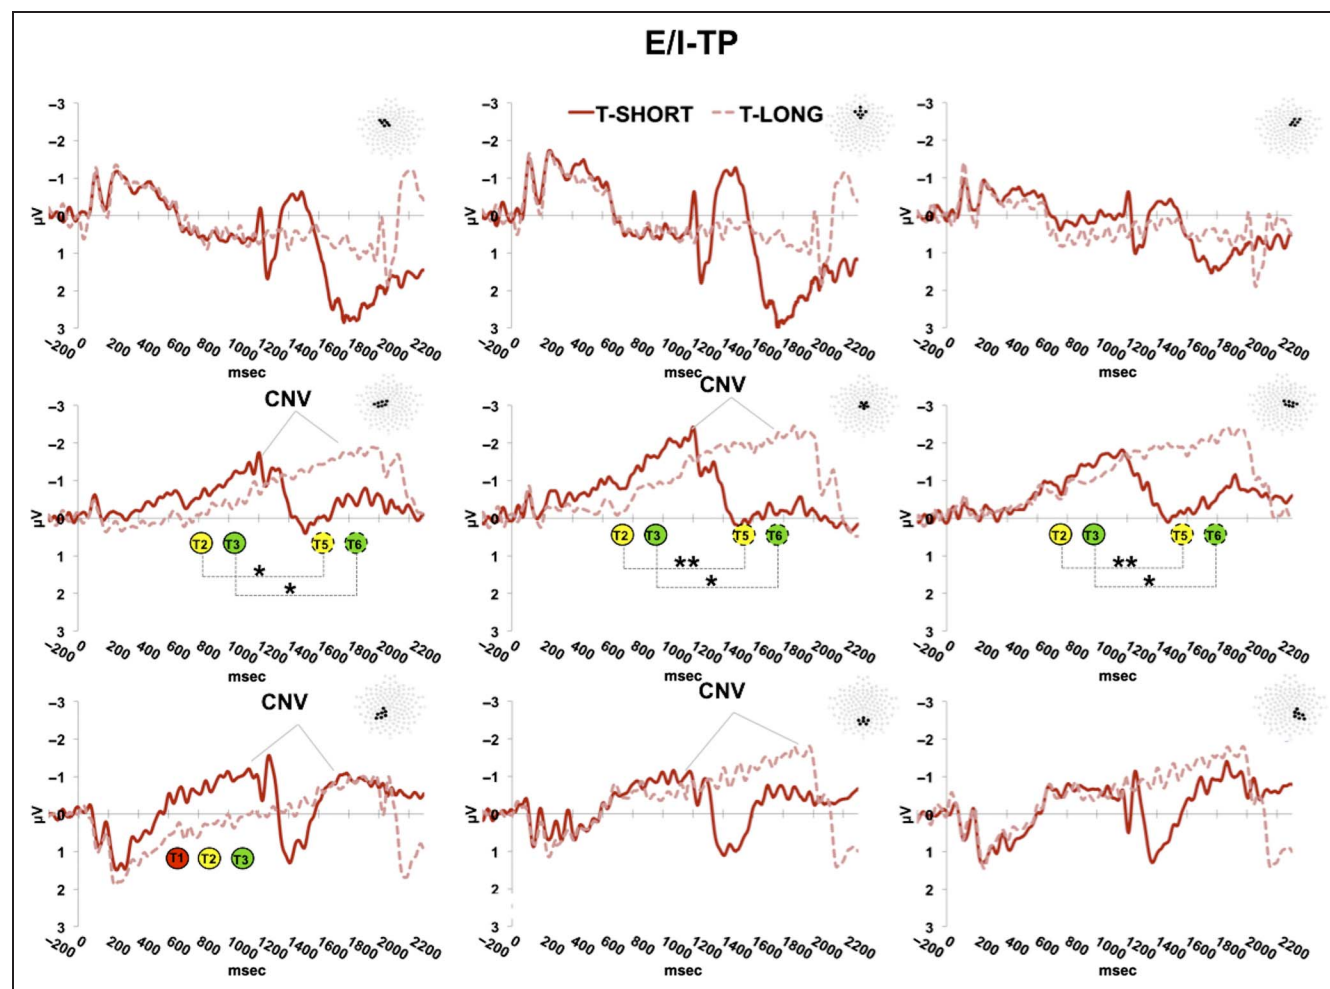 E/I-TP
T-SHORT T-LONG
–3 –3 –3
–2 –2 –2
–1 –1 –1
0 0 0
µV µV µV
1 1 1
2 2 2
3 3 3
–200 0 200 400 600 800 1000 1200 1400 1600 1800 2000 2200 –200 0 200 400 600 800 1000 1200 1400 1600 1800 2000 2200 –200 0 200 400 600 800 1000 1200 1400 1600 1800 2000 2200
msec msec msec
CNV CNV
–3 –3 –3
–2 –2 –2
–1 –1 –1
0 0 0
µV µV µV
T2 T3 T5 T6 T2 T3 T5 T6 T2 T3 T5 T6
1 1 1
* ** **
* * *
2 2 2
3 3 3
–200 0 200 400 600 800 1000 1200 1400 1600 1800 2000 2200 –200 0 200 400 600 800 1000 1200 1400 1600 1800 2000 2200 –200 0 200 400 600 800 1000 1200 1400 1600 1800 2000 2200
msec msec msec
CNV CNV
–3 –3 –3
–2 –2 –2
–1 –1 –1
0 0 0
µV µV µV
1 1 1
T1 T2 T3
2 2 2
3 3 3
–200 0 200 400 600 800 1000 1200 1400 1600 1800 2000 2200 –200 0 200 400 600 800 1000 1200 1400 1600 1800 2000 2200 –200 0 200 400 600 800 1000 1200 1400 1600 1800 2000 2200
msec msec msec